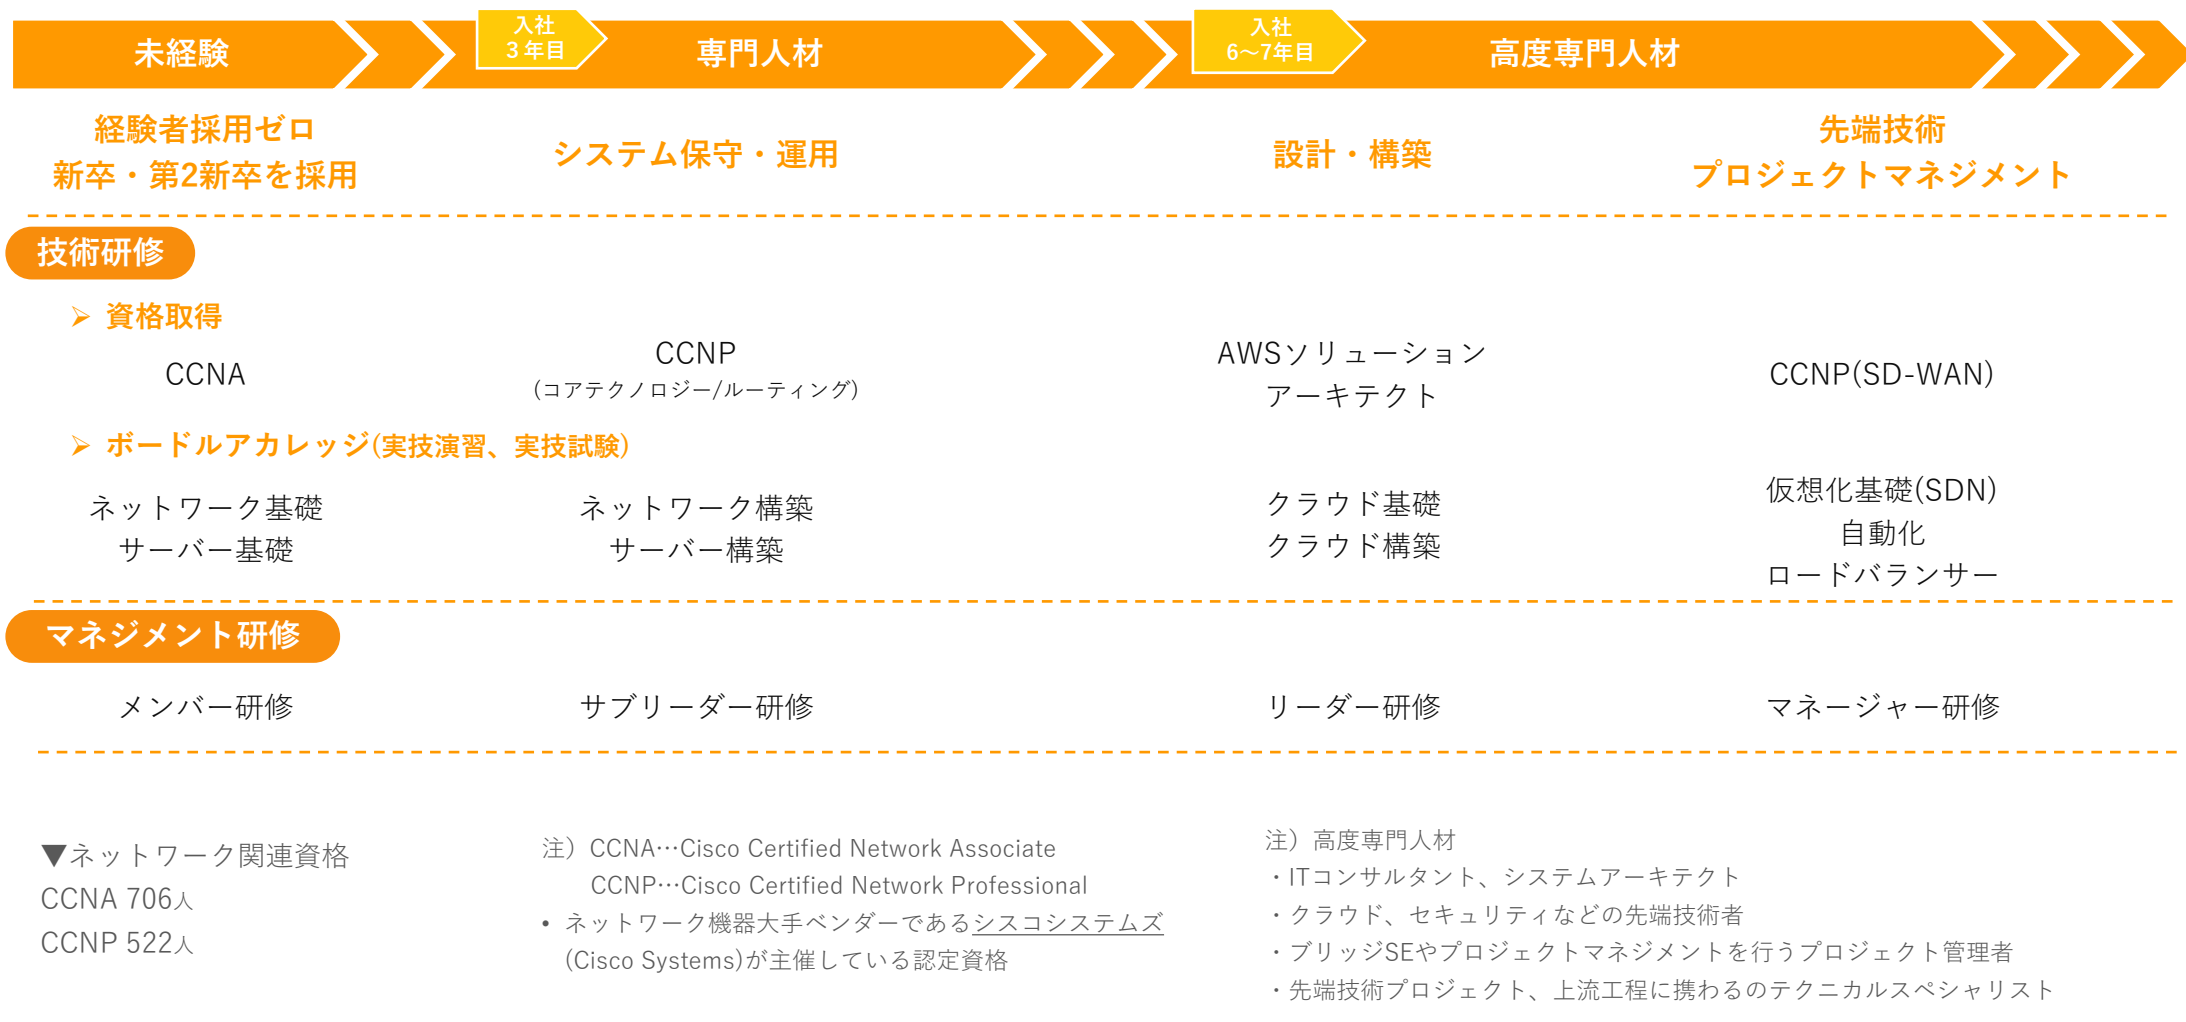 未経験
入社
３年目
専門人材
入社
6〜7年目
高度専門人材
経験者採用ゼロ
新卒・第2新卒を採用
システム保守・運用
設計・構築
先端技術
プロジェクトマネジメント
技術研修
➢ 資格取得
CCNA
CCNP
(コアテクノロジー/ルーティング)
AWSソリューション
アーキテクト
CCNP(SD-WAN)
➢ ボードルアカレッジ(実技演習、実技試験)
ネットワーク基礎
サーバー基礎
ネットワーク構築
サーバー構築
クラウド基礎
クラウド構築
仮想化基礎(SDN)
自動化
ロードバランサー
マネジメント研修
メンバー研修
サブリーダー研修
リーダー研修
マネージャー研修
▼ネットワーク関連資格
CCNA 706人
CCNP 522人
注）CCNA…Cisco Certified Network Associate
CCNP…Cisco Certified Network Professional
• ネットワーク機器大手ベンダーであるシスコシステムズ
(Cisco Systems)が主催している認定資格
注）高度専門人材
・ITコンサルタント、システムアーキテクト
・クラウド、セキュリティなどの先端技術者
・ブリッジSEやプロジェクトマネジメントを行うプロジェクト管理者
・先端技術プロジェクト、上流工程に携わるのテクニカルスペシャリスト